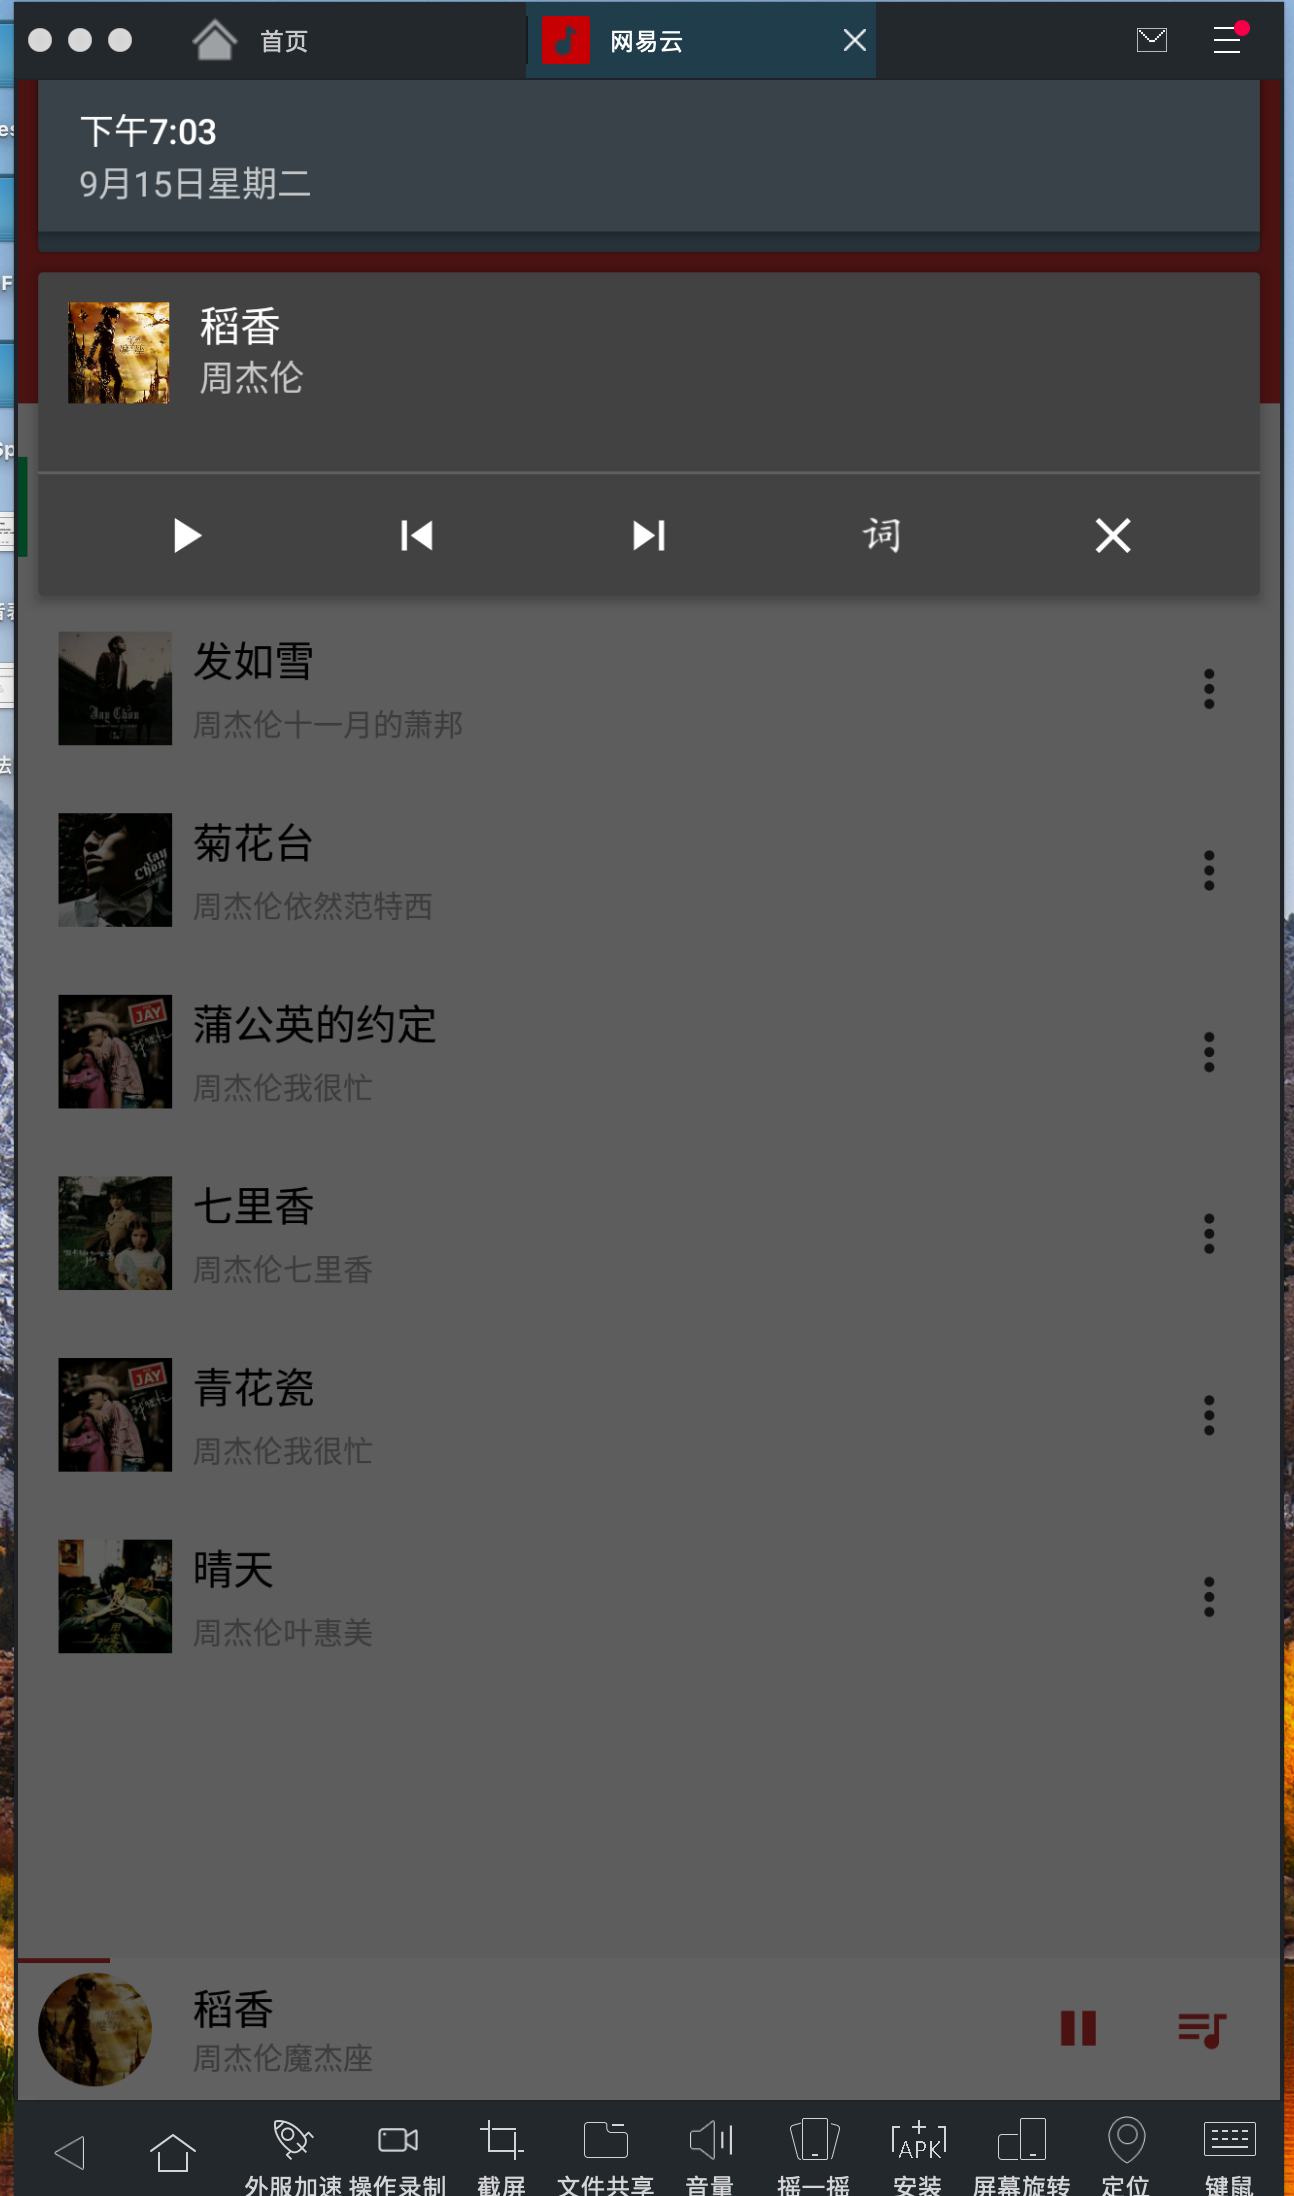 首页
网易云
下午7:03
9月15日星期二
稻香
周杰伦
词
发如雪
周杰伦十一月的萧邦
菊花台
周杰伦依然范特西
蒲公英的约定
周杰伦我很忙
七里香
周杰伦七里香
青花瓷
周杰伦我很忙
晴天
周杰伦叶惠美
稻香
周杰伦魔杰座
APK
外服加速 操作录制 截屏 文件共享 音量 摇一摇 安装 屏幕旋转 定位 键鼠